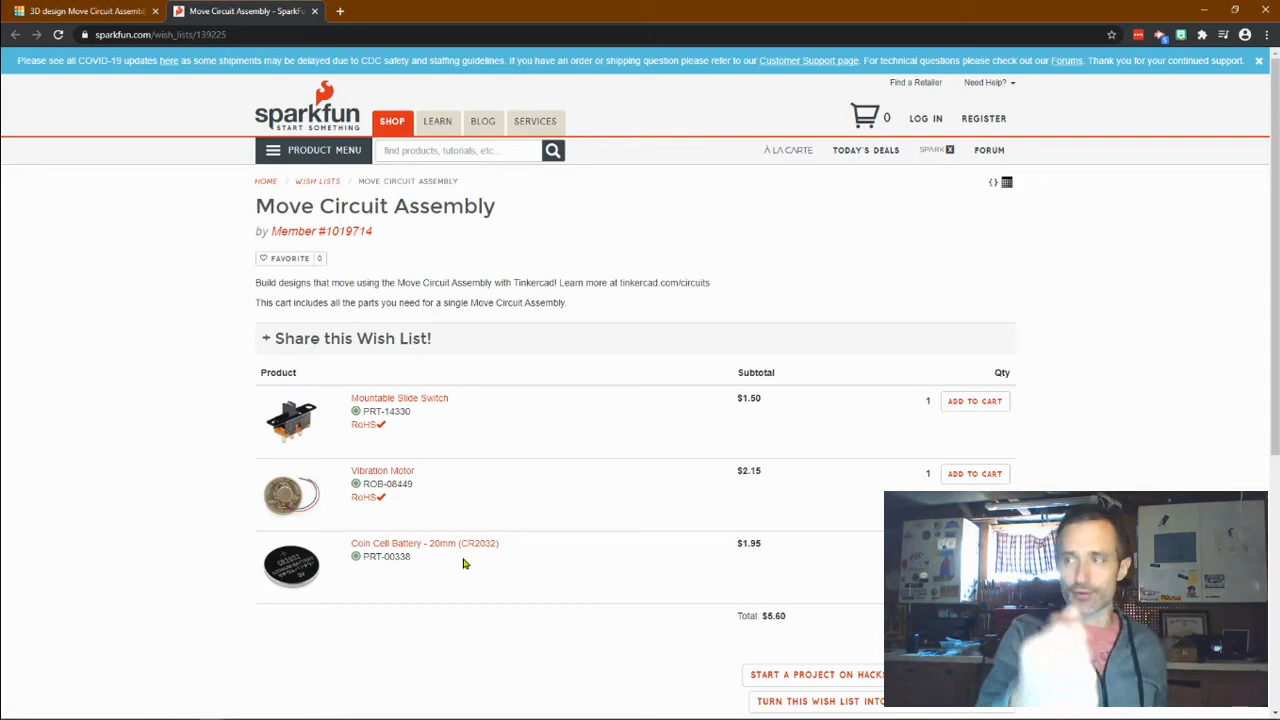 3D design Move Circuit Assemb
Move Circuit Assembly - SparkF
sparkfun.com/wish_lists/139225
Please see all COVID-19 updates here as some shipments may be delayed due to CDC safety and staffing guidelines. If you have an order or shipping question please refer to our Customer Support page. For technical questions please check out our Forums. Thank you for your continued support.
Find a Retailer Need Help?
sparkfun
START SOMETHING
SHOP LEARN BLOG SERVICES
0 LOG IN REGISTER
PRODUCT MENU find products, tutorials, etc... À LA CARTE TODAY'S DEALS SPARK X FORUM
HOME / WISH LISTS / MOVE CIRCUIT ASSEMBLY
{}
Move Circuit Assembly
by Member #1019714
FAVORITE 0
Build designs that move using the Move Circuit Assembly with Tinkercad! Learn more at tinkercad.com/circuits
This cart includes all the parts you need for a single Move Circuit Assembly.
+ Share this Wish List!
Product Subtotal Qty
Mountable Slide Switch $1.50 1 ADD TO CART
PRT-14330
RoHS✓
Vibration Motor $2.15 1 ADD TO CART
ROB-08449
RoHS✓
Coin Cell Battery - 20mm (CR2032) $1.95
PRT-00338
CR2032
Total: $5.60
START A PROJECT ON HACKS
TURN THIS WISH LIST INTO